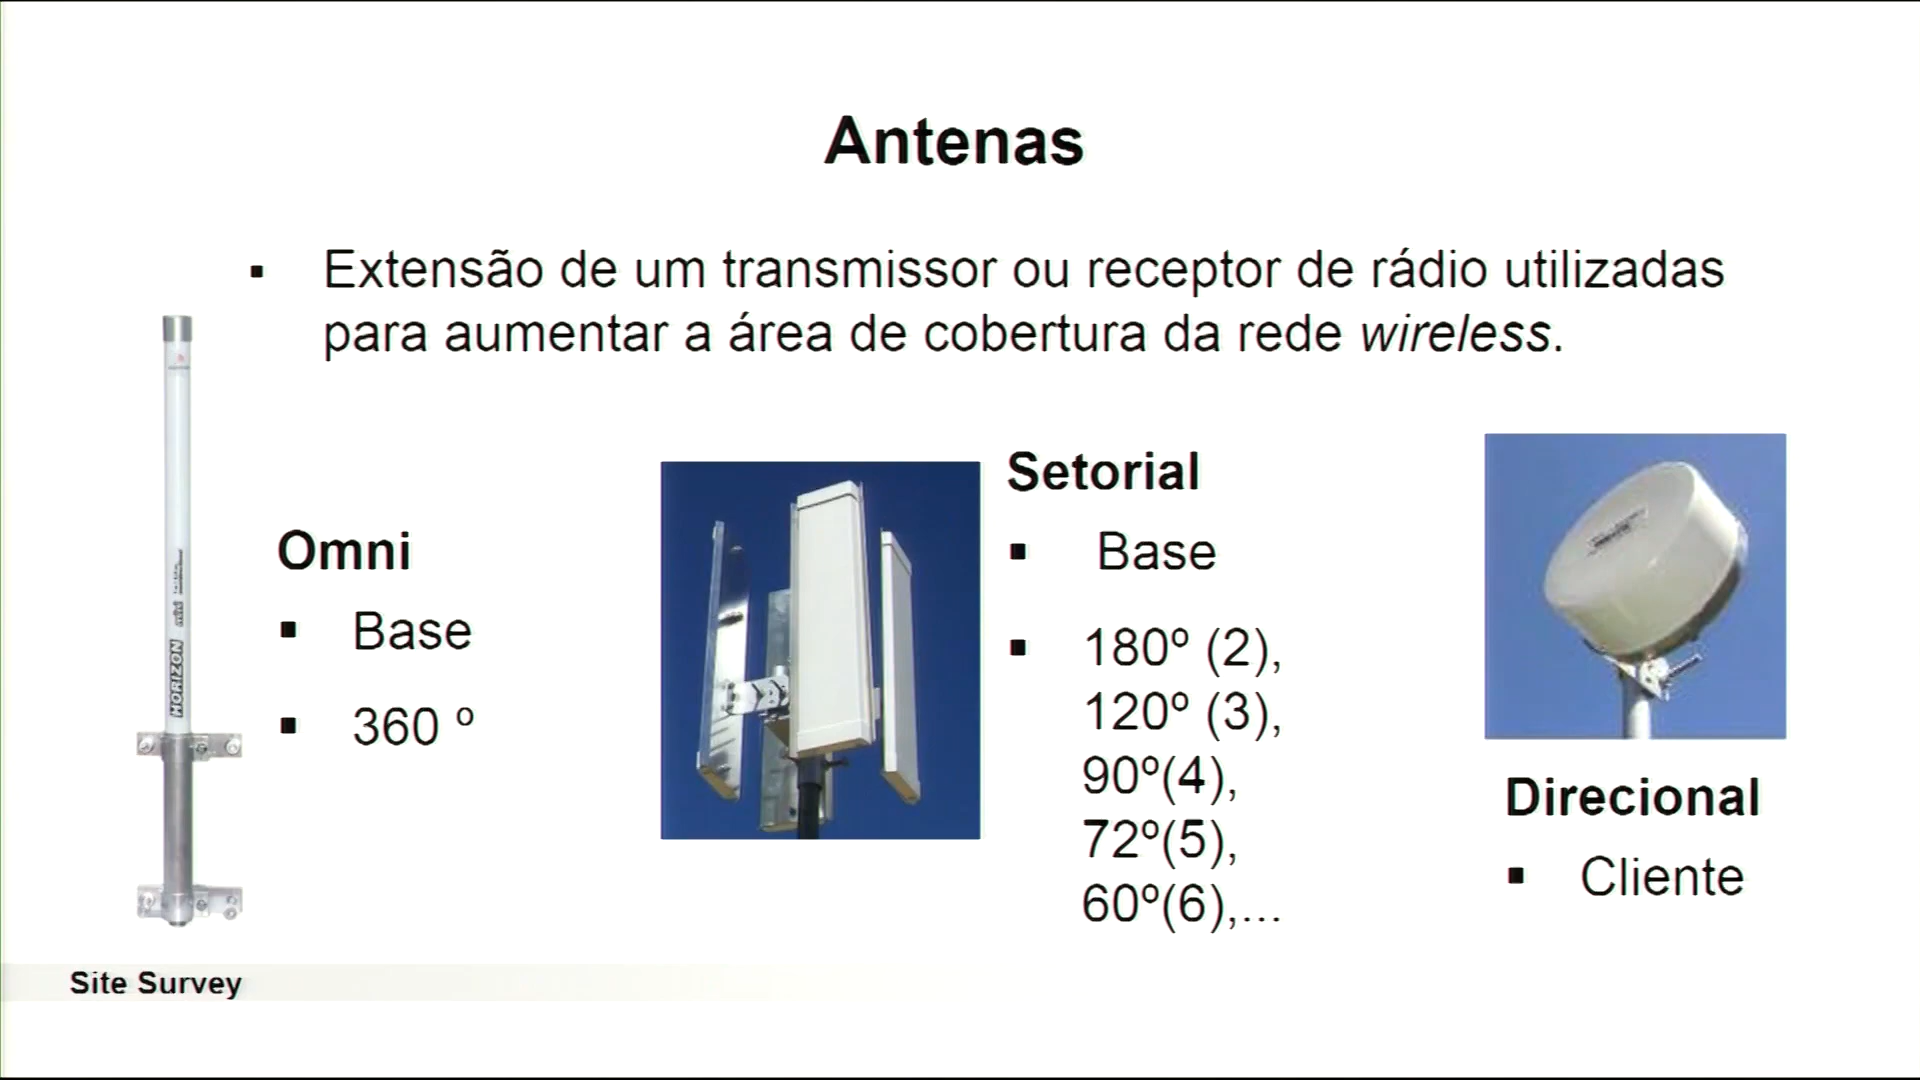 Antenas
▪ Extensão de um transmissor ou receptor de rádio utilizadas
para aumentar a área de cobertura da rede wireless.
HORIZON
Omni
▪ Base
▪ 360 º
Setorial
▪ Base
▪ 180º (2),
120º (3),
90º(4),
72º(5),
60º(6),...
Direcional
▪ Cliente
Site Survey